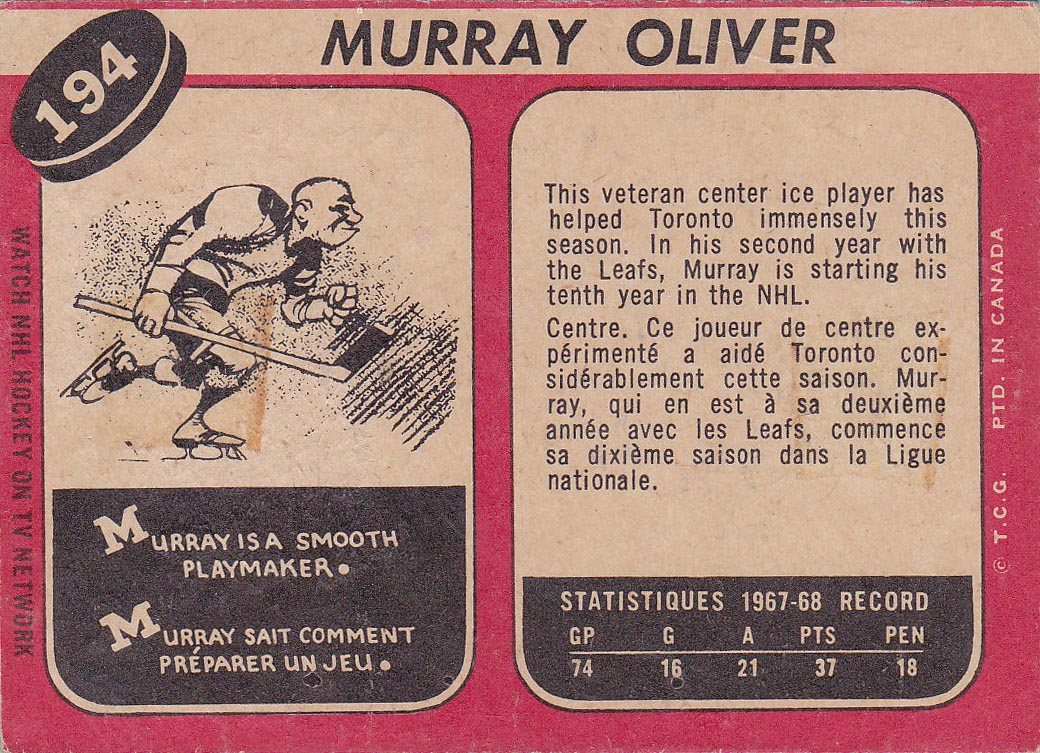 MURRAY OLIVER
194
WATCH NHL HOCKEY ON TV NETWORK
MURRAY IS A SMOOTH
PLAYMAKER.
MURRAY SAIT COMMENT
PRÉPARER UN JEU.
This veteran center ice player has
helped Toronto immensely this
season. In his second year with
the Leafs, Murray is starting his
tenth year in the NHL.
Centre. Ce joueur de centre ex-
périmenté a aidé Toronto con-
sidérablement cette saison. Mur-
ray, qui en est à sa deuxième
année avec les Leafs, commence
sa dixième saison dans la Ligue
nationale.
STATISTIQUES 1967-68 RECORD
GP G A PTS PEN
74 16 21 37 18
© T.C.G. PTD. IN CANADA